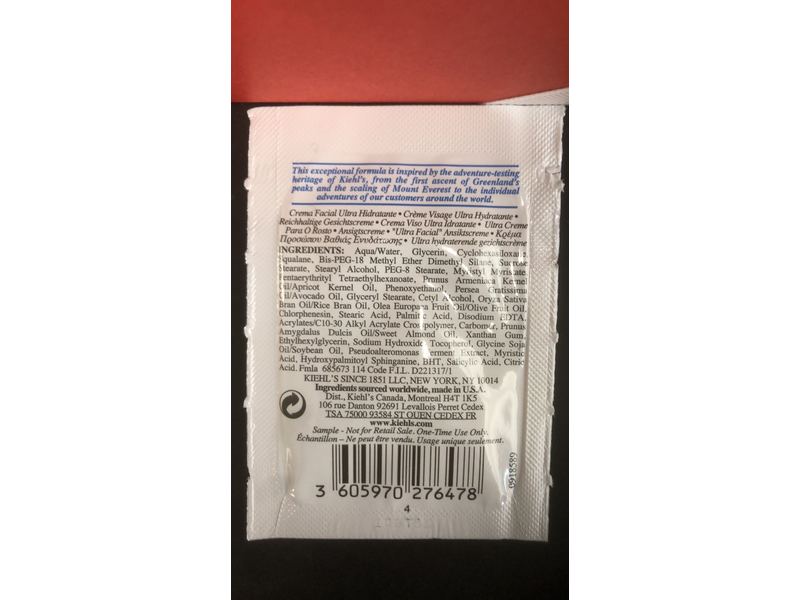 This exceptional formula is inspired by the adventure-testing
heritage of Kiehl's, from the first ascent of Greenland's
peaks and the scaling of Mount Everest to the individual
adventures of our customers around the world.
Crema Facial Ultra Hidratante • Crème Visage Ultra Hydratante •
Reichhaltige Gesichtscreme • Crema Viso Ultra Idratante • Ultra Creme
Para O Rosto • Ansigtscreme • "Ultra Facial" Ansiktscreme • Κρέμα
Προσώπου Βαθιάς Ενυδάτωσης • Ultra hydraterende gezichtscrème
INGREDIENTS: Aqua/Water, Glycerin, Cyclohexasiloxane,
Squalane, Bis-PEG-18 Methyl Ether Dimethyl Silane, Sucrose
Stearate, Stearyl Alcohol, PEG-8 Stearate, Myristyl Myristate,
Pentaerythrityl Tetraethylhexanoate, Prunus Armeniaca Kernel
Oil/Apricot Kernel Oil, Phenoxyethanol, Persea Gratissima
Oil/Avocado Oil, Glyceryl Stearate, Cetyl Alcohol, Oryza Sativa
Bran Oil/Rice Bran Oil, Olea Europaea Fruit Oil/Olive Fruit Oil,
Chlorphenesin, Stearic Acid, Palmitic Acid, Disodium EDTA,
Acrylates/C10-30 Alkyl Acrylate Crosspolymer, Carbomer, Prunus
Amygdalus Dulcis Oil/Sweet Almond Oil, Xanthan Gum,
Ethylhexylglycerin, Sodium Hydroxide, Tocopherol, Glycine Soja
Oil/Soybean Oil, Pseudoalteromonas Ferment Extract, Myristic
Acid, Hydroxypalmitoyl Sphinganine, BHT, Salicylic Acid, Citric
Acid. Fmla 685673 114 Code F.I.L. D221317/1
KIEHL'S SINCE 1851 LLC, NEW YORK, NY 10014
Ingredients sourced worldwide, made in U.S.A.
Dist., Kiehl's Canada, Montreal H4T 1K5
106 rue Danton 92691 Levallois Perret Cedex
TSA 75000 93584 ST OUEN CEDEX FR
www.kiehls.com
Sample - Not for Retail Sale. One-Time Use Only.
Échantillon – Ne peut être vendu. Usage unique seulement.
0918589
3 605970 276478
4